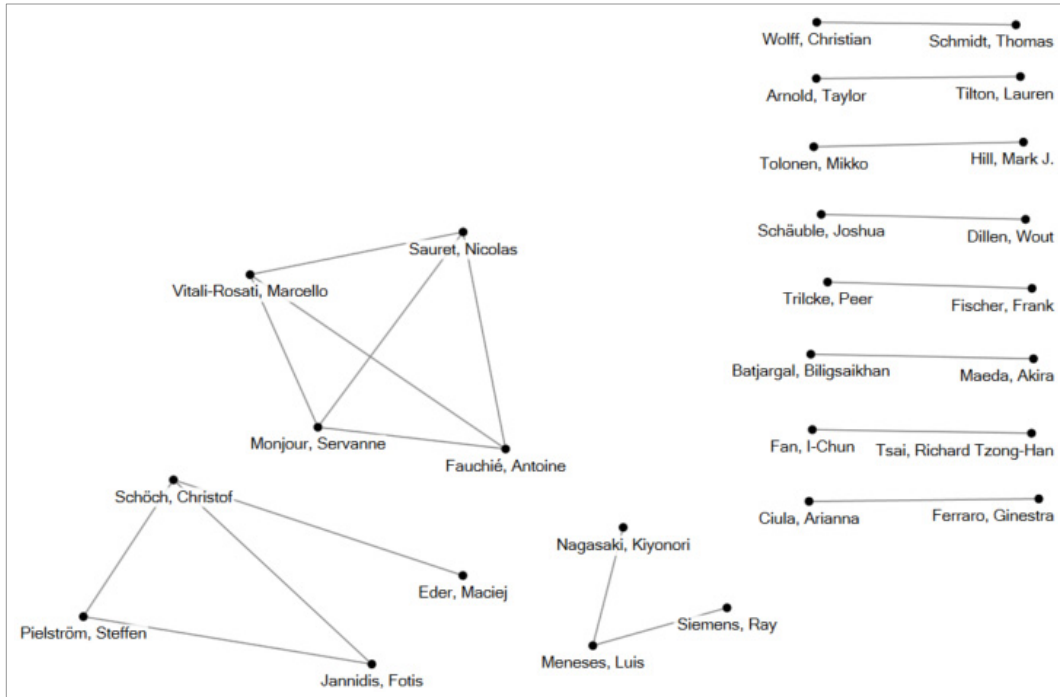 Wolff, Christian
Schmidt, Thomas
Arnold, Taylor
Tilton, Lauren
Tolonen, Mikko
Hill, Mark J.
Schäuble, Joshua
Dillen, Wout
Sauret, Nicolas
Vitali-Rosati, Marcello
Trilcke, Peer
Fischer, Frank
Batjargal, Biligsaikhan
Maeda, Akira
Monjour, Servanne
Fauchié, Antoine
Fan, I-Chun
Tsai, Richard Tzong-Han
Schöch, Christof
Ciula, Arianna
Ferraro, Ginestra
Nagasaki, Kiyonori
Eder, Maciej
Siemens, Ray
Pielström, Steffen
Meneses, Luis
Jannidis, Fotis